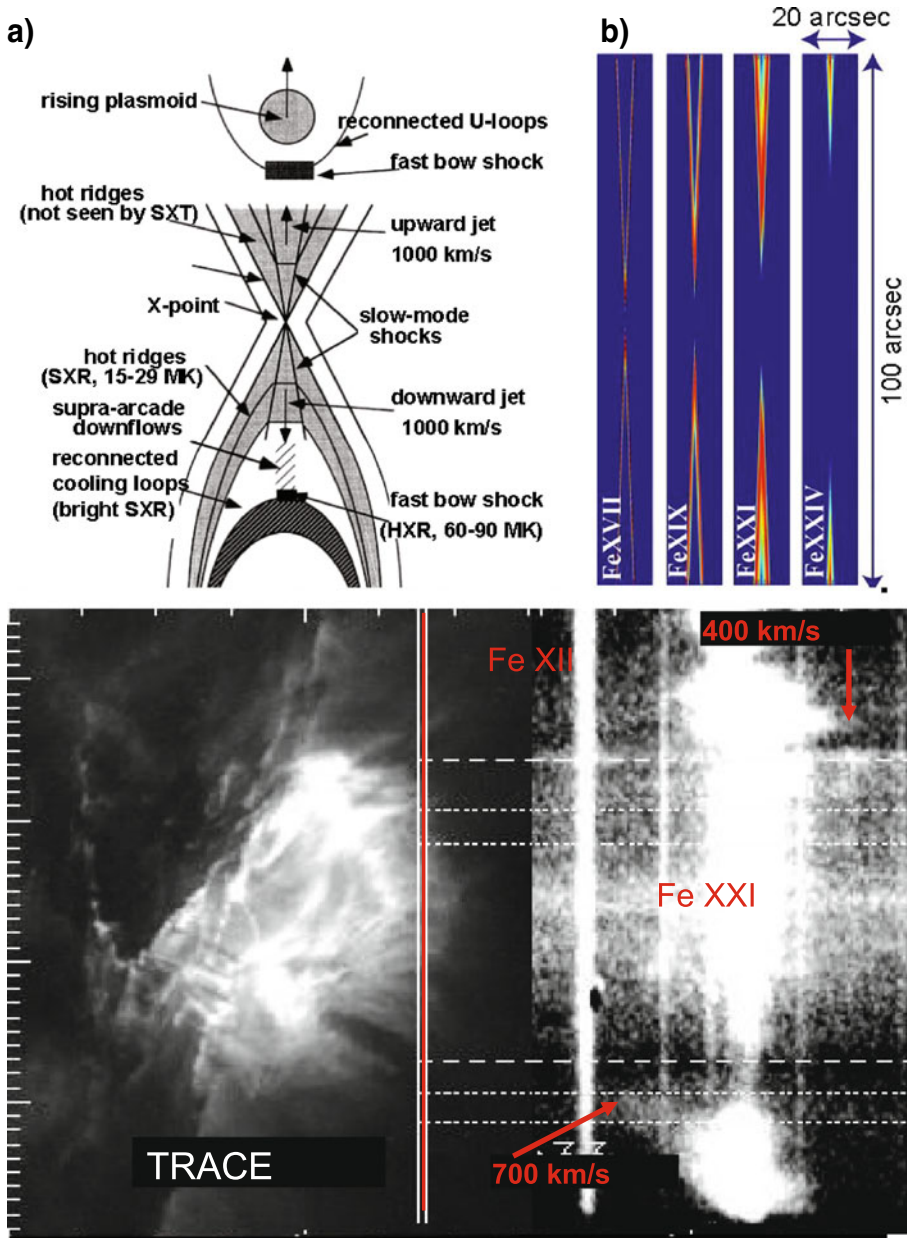 a)
rising plasmoid
reconnected U-loops
fast bow shock
hot ridges
(not seen by SXT)
upward jet
1000 km/s
X-point
slow-mode
shocks
hot ridges
(SXR, 15-29 MK)
supra-arcade
downflows
downward jet
1000 km/s
reconnected
cooling loops
(bright SXR)
fast bow shock
(HXR, 60-90 MK)
b)
20 arcsec
100 arcsec
FeXVII
FeXIX
FeXXI
FeXXIV
400 km/s
Fe XII
Fe XXI
700 km/s
TRACE